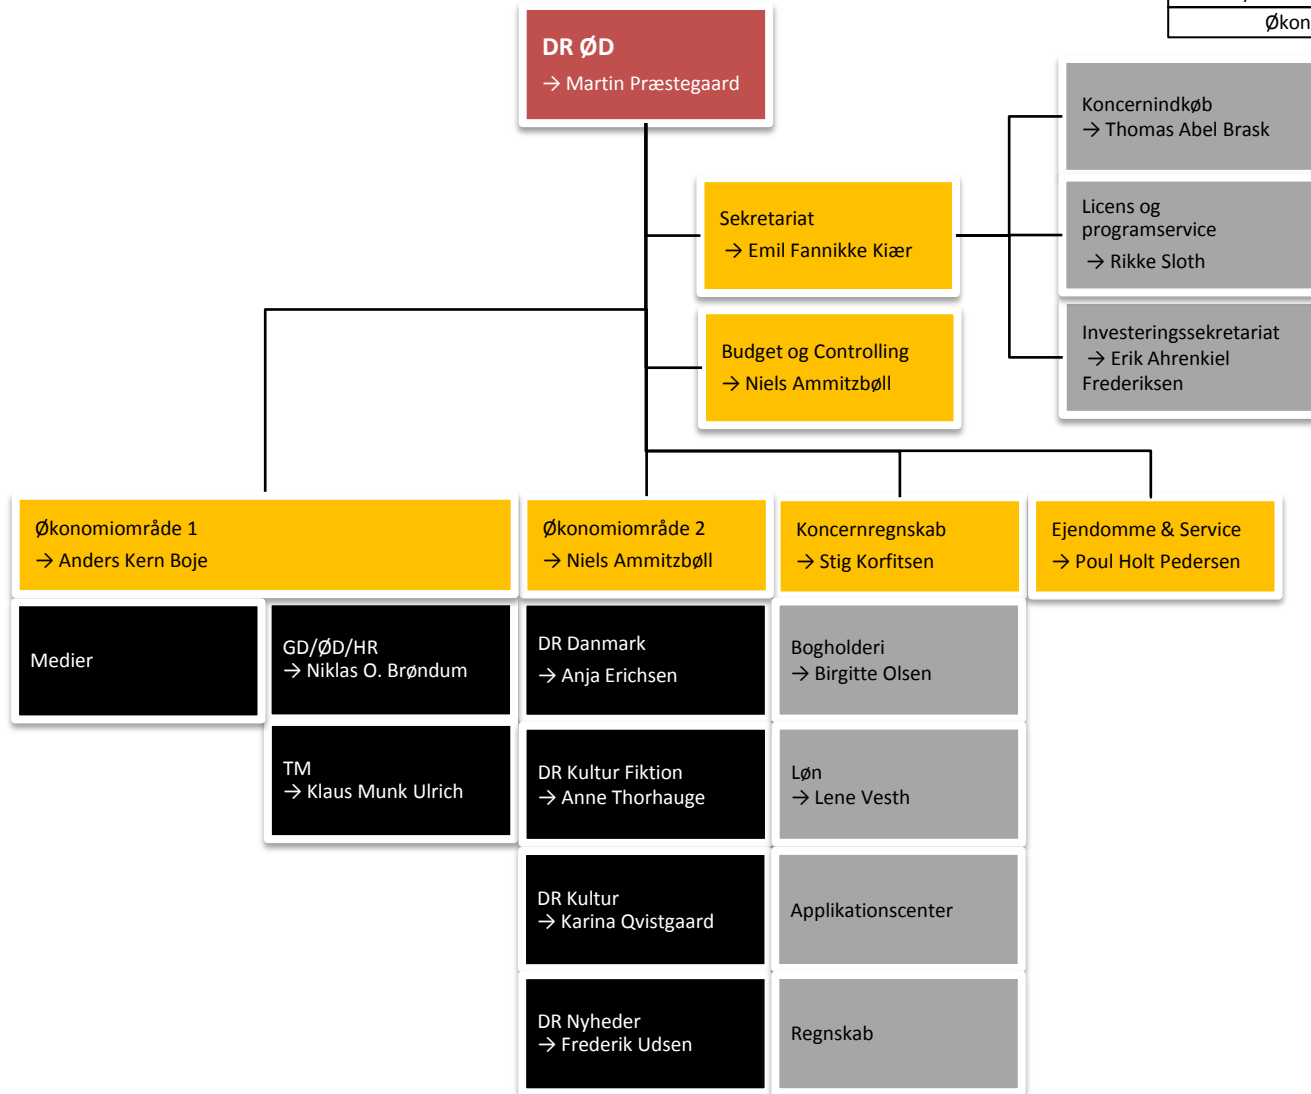 Økon
DR ØD
→ Martin Præstegaard
Koncernindkøb
→ Thomas Abel Brask
Sekretariat
→ Emil Fannikke Kiær
Licens og
programservice
→ Rikke Sloth
Budget og Controlling
→ Niels Ammitzbøll
Investeringssekretariat
→ Erik Ahrenkiel
Frederiksen
Økonomiområde 1
→ Anders Kern Boje
Økonomiområde 2
→ Niels Ammitzbøll
Koncernregnskab
→ Stig Korfitsen
Ejendomme & Service
→ Poul Holt Pedersen
Medier
GD/ØD/HR
→ Niklas O. Brøndum
DR Danmark
→ Anja Erichsen
Bogholderi
→ Birgitte Olsen
TM
→ Klaus Munk Ulrich
DR Kultur Fiktion
→ Anne Thorhauge
Løn
→ Lene Vesth
DR Kultur
→ Karina Qvistgaard
Applikationscenter
DR Nyheder
→ Frederik Udsen
Regnskab